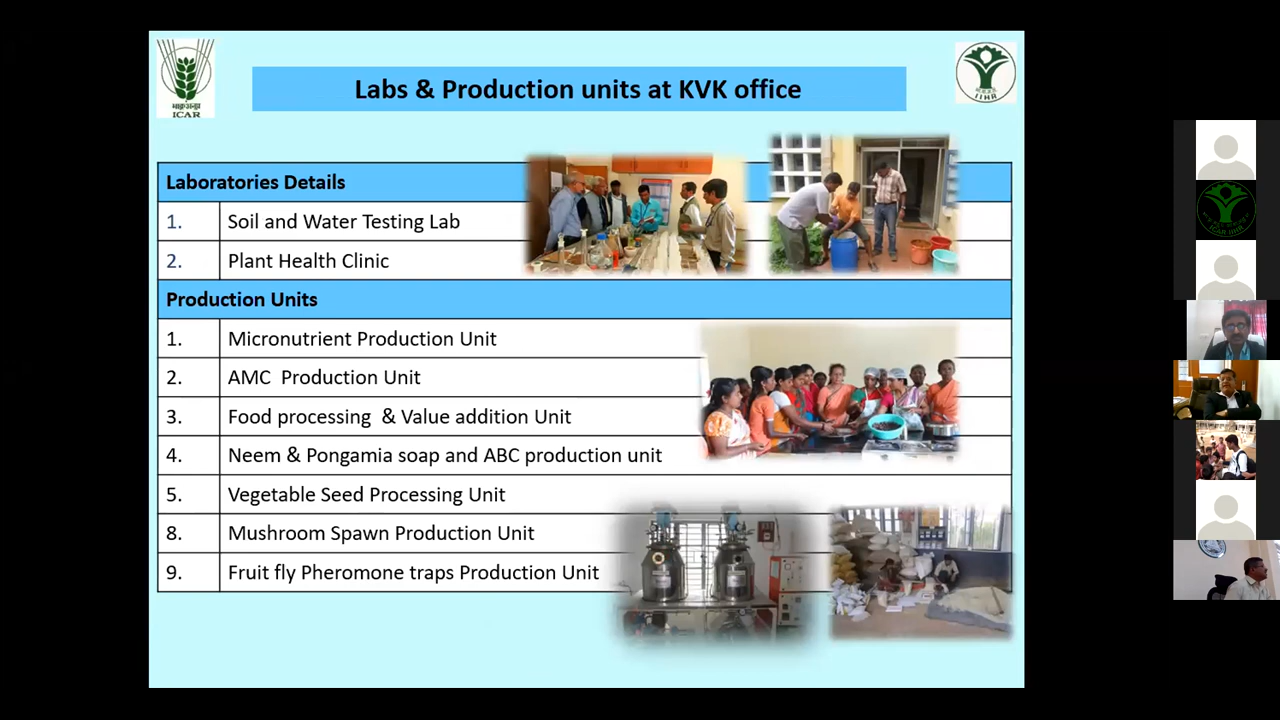 Labs & Production units at KVK office
ICAR
IIHR
Laboratories Details
1. Soil and Water Testing Lab
2. Plant Health Clinic
Production Units
1. Micronutrient Production Unit
2. AMC Production Unit
3. Food processing & Value addition Unit
4. Neem & Pongamia soap and ABC production unit
5. Vegetable Seed Processing Unit
8. Mushroom Spawn Production Unit
9. Fruit fly Pheromone traps Production Unit
ICAR IIHR